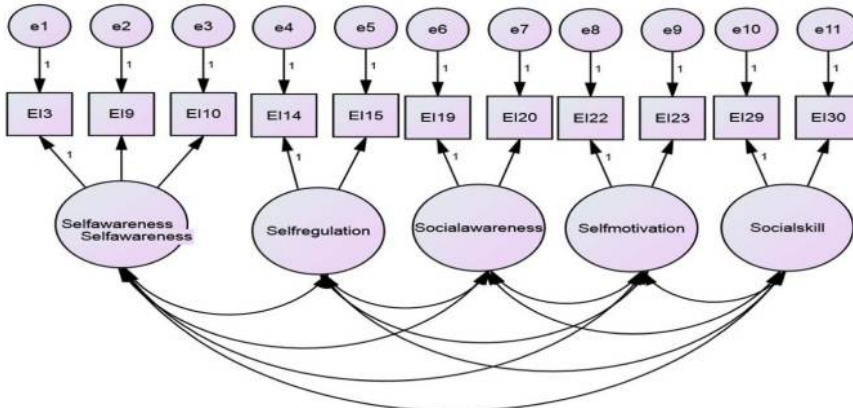 e1 e2 e3 e4 e5 e6 e7 e8 e9 e10 e11
1 1 1 1 1 1 1 1 1 1 1
EI3 EI9 EI10 EI14 EI15 EI19 EI20 EI22 EI23 EI29 EI30
1 1 1 1 1
Selfawareness
Selfawareness Selfregulation Socialawareness Selfmotivation Socialskill